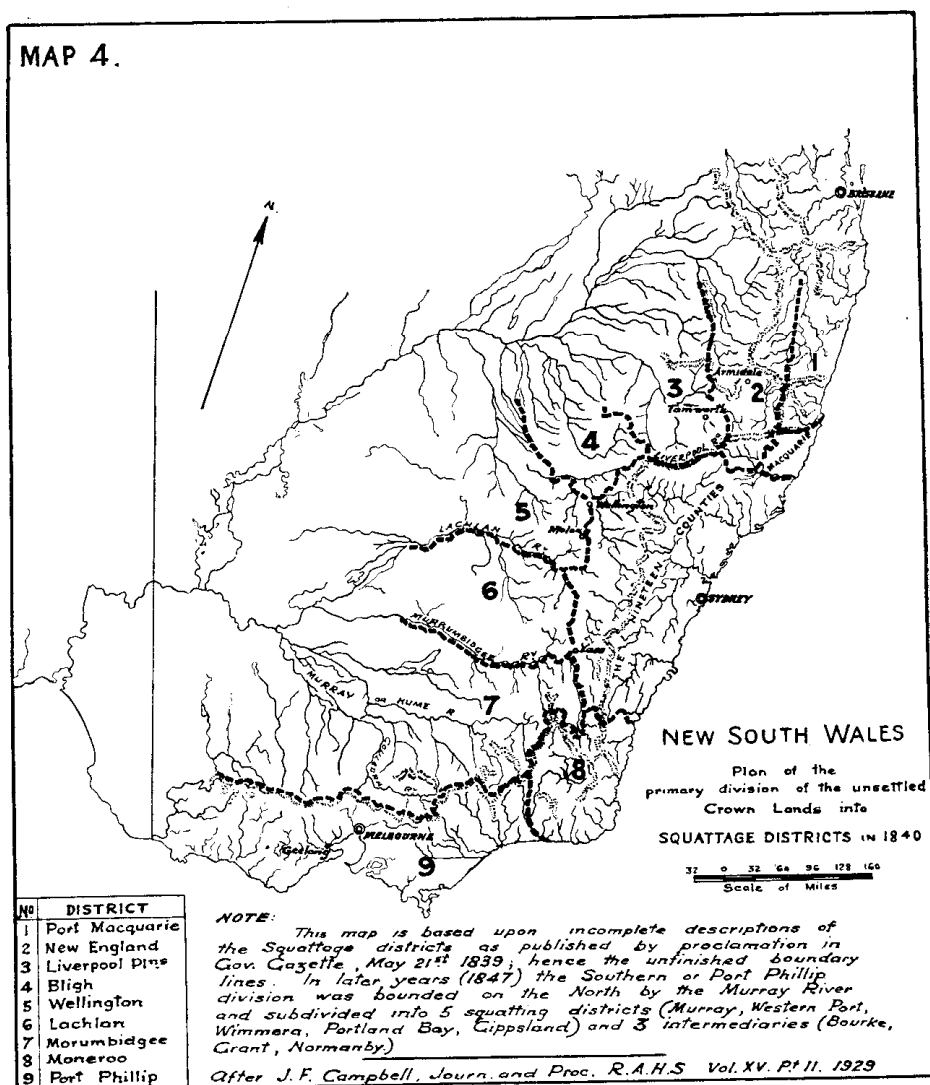 MAP 4.
N.
BRISBANE
1
Armidale
3
2
Tamworth
4
LIVERPOOL
MACQUARIE
Wellington
5
Molong
LACHLAN R.
THE NINETEEN COUNTIES
6
SYDNEY
MURRUMBIDGEE RV
Yass
MURRAY OR HUME R.
7
8
MELBOURNE
Geelong
9
NEW SOUTH WALES
Plan of the
primary division of the unsettled
Crown Lands into
SQUATTAGE DISTRICTS IN 1840
32 0 32 64 96 128 160
Scale of Miles
No DISTRICT
1 Port Macquarie
2 New England
3 Liverpool Plns
4 Bligh
5 Wellington
6 Lachlan
7 Morumbidgee
8 Moneroo
9 Port Phillip
NOTE:
This map is based upon incomplete descriptions of
the Squattage districts as published by proclamation in
Gov. Gazette, May 21st 1839; hence the unfinished boundary
lines. In later years (1847) the Southern or Port Phillip
division was bounded on the North by the Murray River
and subdivided into 5 squatting districts (Murray, Western Port,
Wimmera, Portland Bay, Gippsland) and 3 intermediaries (Bourke,
Grant, Normanby.)
After J.F. Campbell, Journ. and Proc. R.A.H.S Vol. XV. Pt 11. 1929